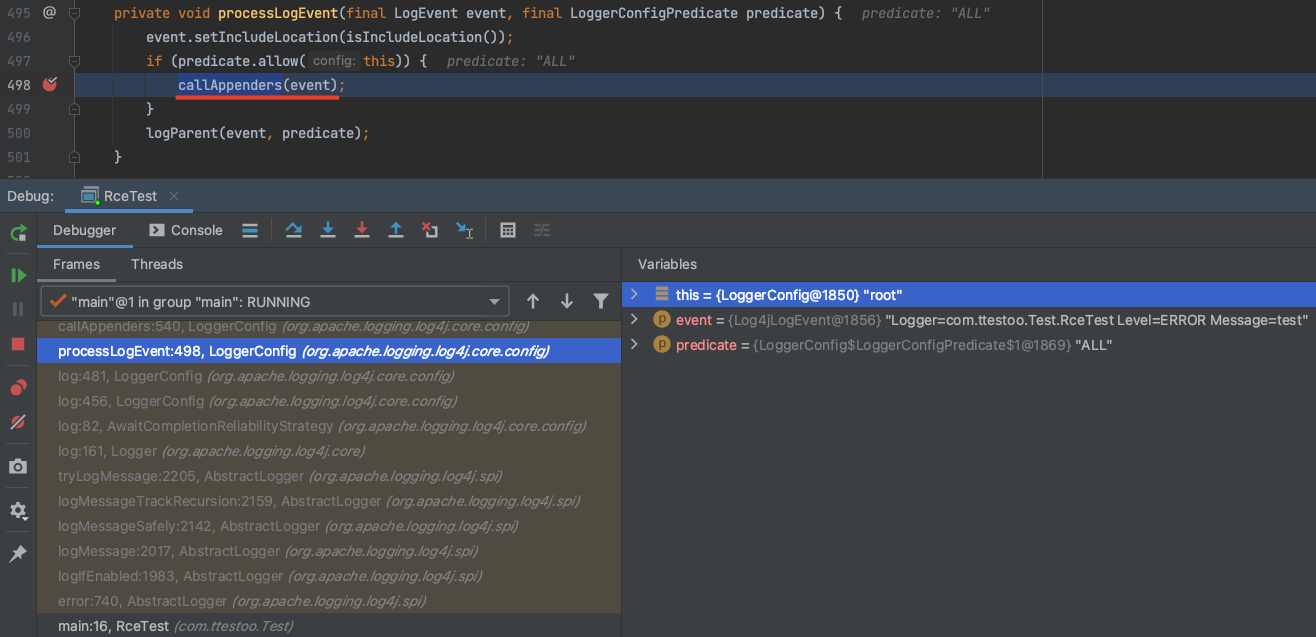 495 @ private void processLogEvent(final LogEvent event, final LoggerConfigPredicate predicate) { predicate: "ALL"
496 event.setIncludeLocation(isIncludeLocation());
497 if (predicate.allow( config: this)) { predicate: "ALL"
498 callAppenders(event);
499 }
500 logParent(event, predicate);
501 }
Debug: RceTest
Debugger Console
Frames Threads
Variables
"main"@1 in group "main": RUNNING
callAppenders:540, LoggerConfig (org.apache.logging.log4j.core.config)
processLogEvent:498, LoggerConfig (org.apache.logging.log4j.core.config)
log:481, LoggerConfig (org.apache.logging.log4j.core.config)
log:456, LoggerConfig (org.apache.logging.log4j.core.config)
log:82, AwaitCompletionReliabilityStrategy (org.apache.logging.log4j.core.config)
log:161, Logger (org.apache.logging.log4j.core)
tryLogMessage:2205, AbstractLogger (org.apache.logging.log4j.spi)
logMessageTrackRecursion:2159, AbstractLogger (org.apache.logging.log4j.spi)
logMessageSafely:2142, AbstractLogger (org.apache.logging.log4j.spi)
logMessage:2017, AbstractLogger (org.apache.logging.log4j.spi)
logIfEnabled:1983, AbstractLogger (org.apache.logging.log4j.spi)
error:740, AbstractLogger (org.apache.logging.log4j.spi)
main:16, RceTest (com.ttestoo.Test)
this = {LoggerConfig@1850} "root"
event = {Log4jLogEvent@1856} "Logger=com.ttestoo.Test.RceTest Level=ERROR Message=test"
predicate = {LoggerConfig$LoggerConfigPredicate$1@1869} "ALL"